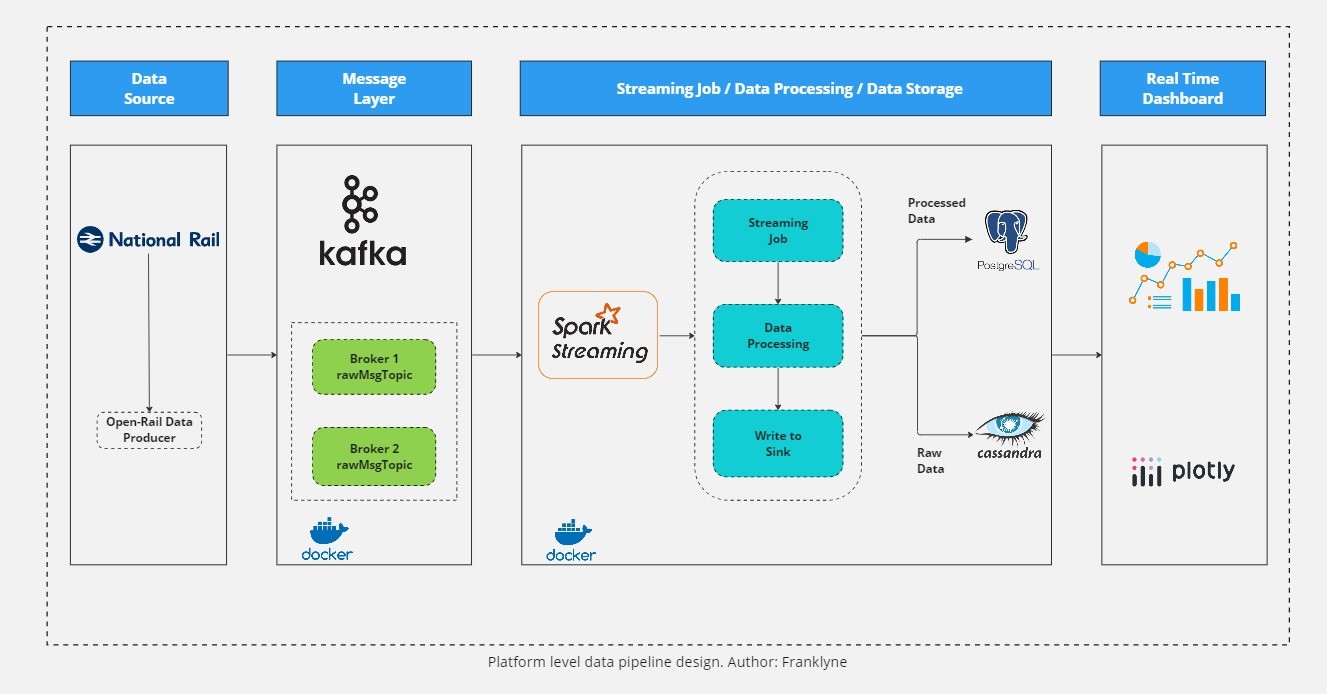 Data
Source
Message
Layer
Streaming Job / Data Processing / Data Storage
Real Time
Dashboard
National Rail
Open-Rail Data
Producer
kafka
Broker 1
rawMsgTopic
Broker 2
rawMsgTopic
docker
Spark
Streaming
docker
Streaming
Job
Data
Processing
Write to
Sink
Processed
Data
PostgreSQL
Raw
Data
cassandra
plotly
Platform level data pipeline design. Author: Franklyne